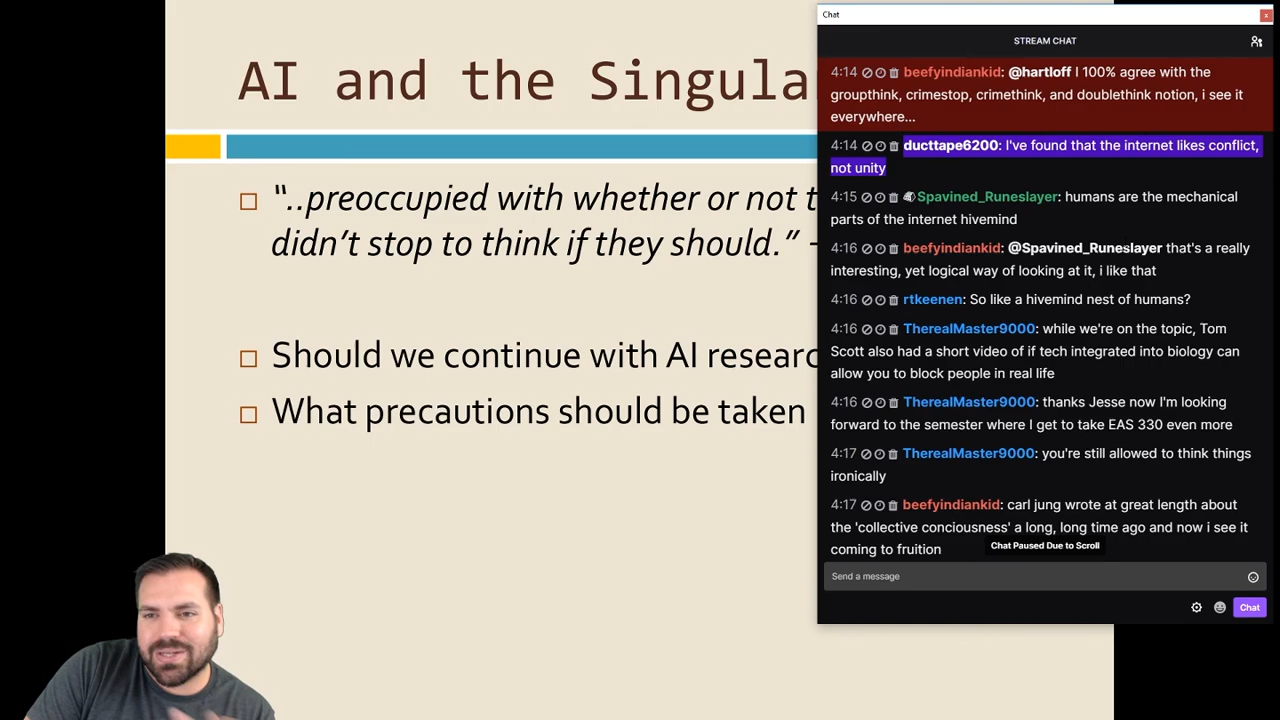 AI and the Singula
“..preoccupied with whether or not t
didn’t stop to think if they should.” -
Should we continue with AI researc
What precautions should be taken
Chat
STREAM CHAT
4:14 beefyindiankid: @hartloff I 100% agree with the
groupthink, crimestop, crimethink, and doublethink notion, i see it
everywhere...
4:14 ducttape6200: I've found that the internet likes conflict,
not unity
4:15 Spavined_Runeslayer: humans are the mechanical
parts of the internet hivemind
4:16 beefyindiankid: @Spavined_Runeslayer that's a really
interesting, yet logical way of looking at it, i like that
4:16 rtkeenen: So like a hivemind nest of humans?
4:16 TherealMaster9000: while we're on the topic, Tom
Scott also had a short video of if tech integrated into biology can
allow you to block people in real life
4:16 TherealMaster9000: thanks Jesse now I'm looking
forward to the semester where I get to take EAS 330 even more
4:17 TherealMaster9000: you're still allowed to think things
ironically
4:17 beefyindiankid: carl jung wrote at great length about
the 'collective conciousness' a long, long time ago and now i see it
coming to fruition
Chat Paused Due to Scroll
Send a message
Chat